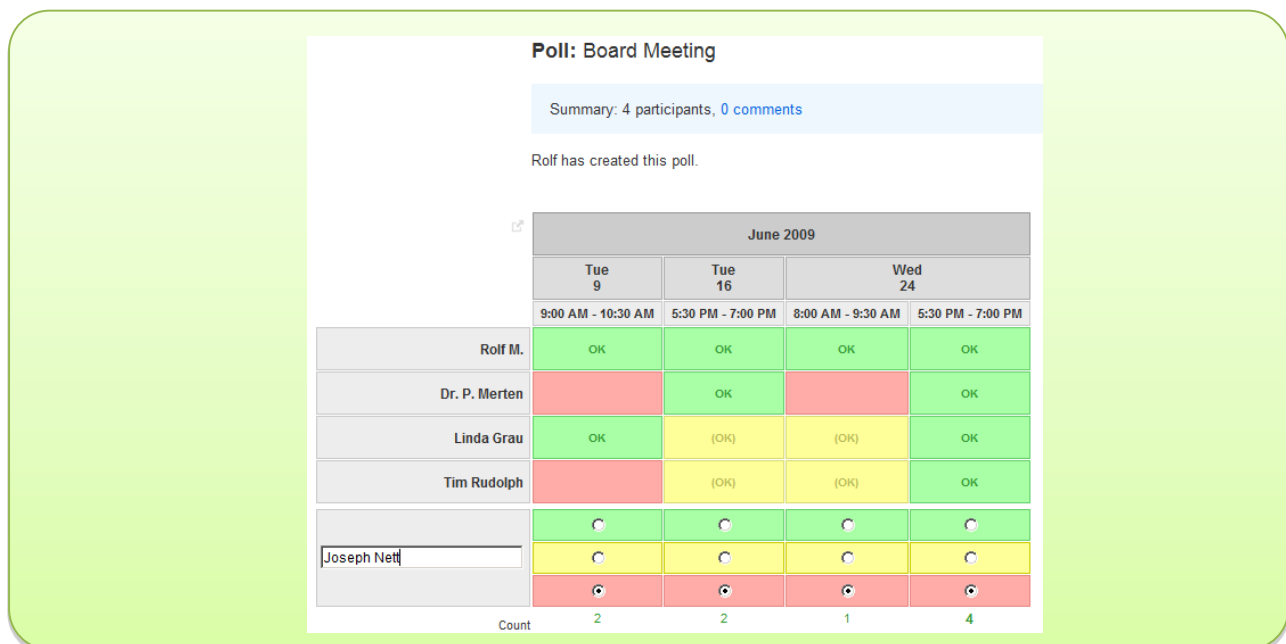 Poll: Board Meeting
Summary: 4 participants, 0 comments
Rolf has created this poll.
June 2009
Tue Tue Wed
9 16 24
9:00 AM - 10:30 AM 5:30 PM - 7:00 PM 8:00 AM - 9:30 AM 5:30 PM - 7:00 PM
Rolf M. OK OK OK OK
Dr. P. Merten OK OK
Linda Grau OK (OK) (OK) OK
Tim Rudolph (OK) (OK) OK
Joseph Nett
Count 2 2 1 4